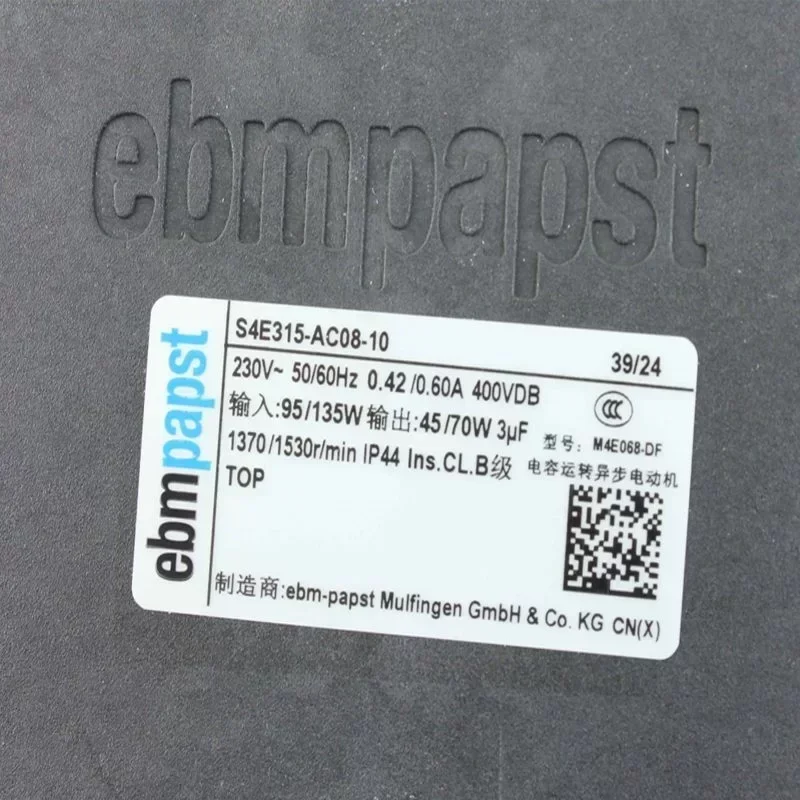 ebmpapst
ebmpapst
S4E315-AC08-10
39/24
230V~ 50/60Hz 0.42/0.60A 400VDB
输入:95/135W 输出:45/70W 3µF
型号: M4E068-DF
1370/1530r/min IP44 Ins.CL.B级
电容运转异步电动机
TOP
制造商:ebm-papst Mulfingen GmbH & Co. KG CN(X)